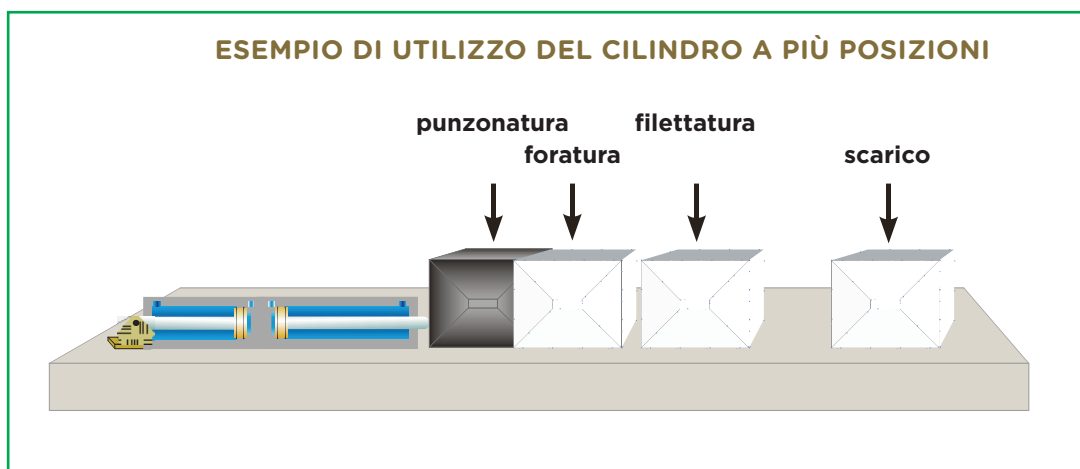 ESEMPIO DI UTILIZZO DEL CILINDRO A PIÙ POSIZIONI
punzonatura
filettatura
foratura
scarico